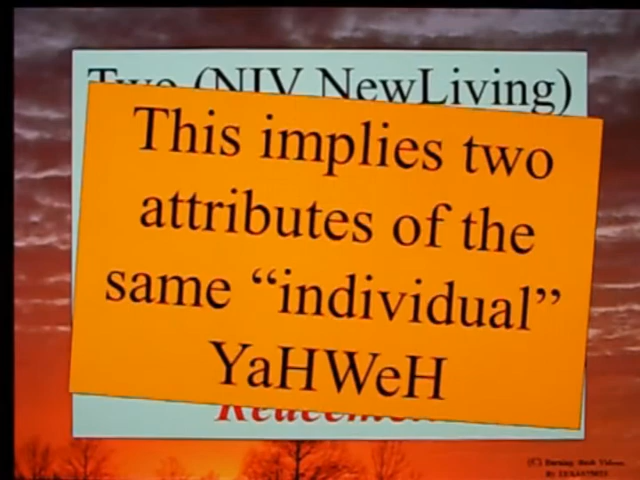 Two (NIV NewLiving)
This implies two
attributes of the
same “individual”
YaHWeH